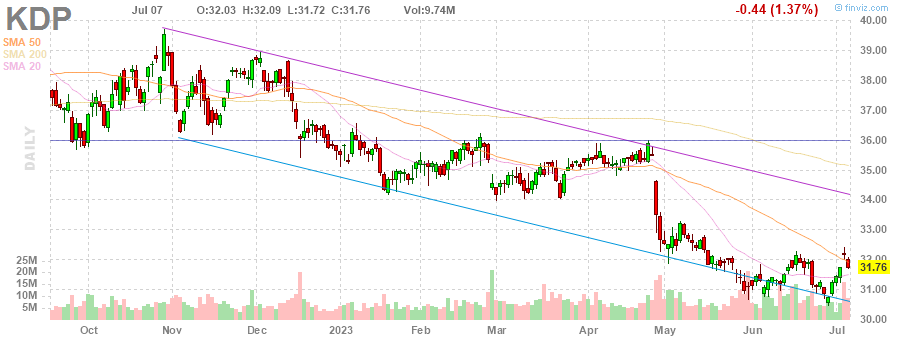 KDP
Jul 07 O:32.03 H:32.09 L:31.72 C:31.76 Vol:9.74M
-0.44 (1.37%)
@ finviz.com
SMA 50
SMA 200
SMA 20
DAILY
40.00
39.00
38.00
37.00
36.00
35.00
34.00
33.00
32.00
31.76
31.00
30.00
25M
20M
15M
10M
5M
Oct Nov Dec 2023 Feb Mar Apr May Jun Jul